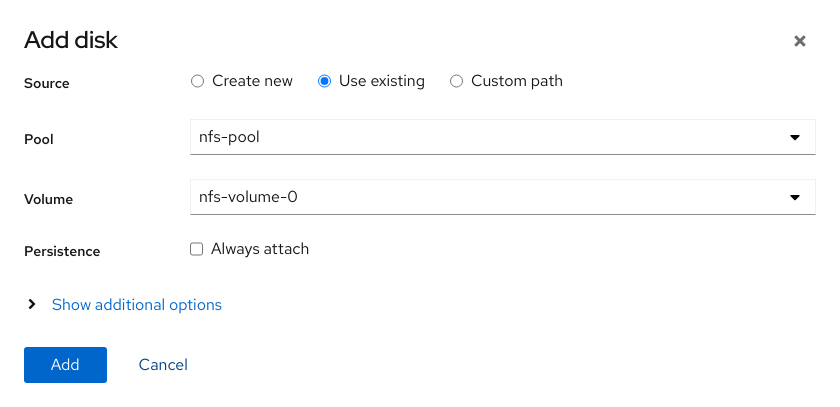 Add disk
Source Create new Use existing Custom path
Pool nfs-pool
Volume nfs-volume-0
Persistence Always attach
Show additional options
Add Cancel